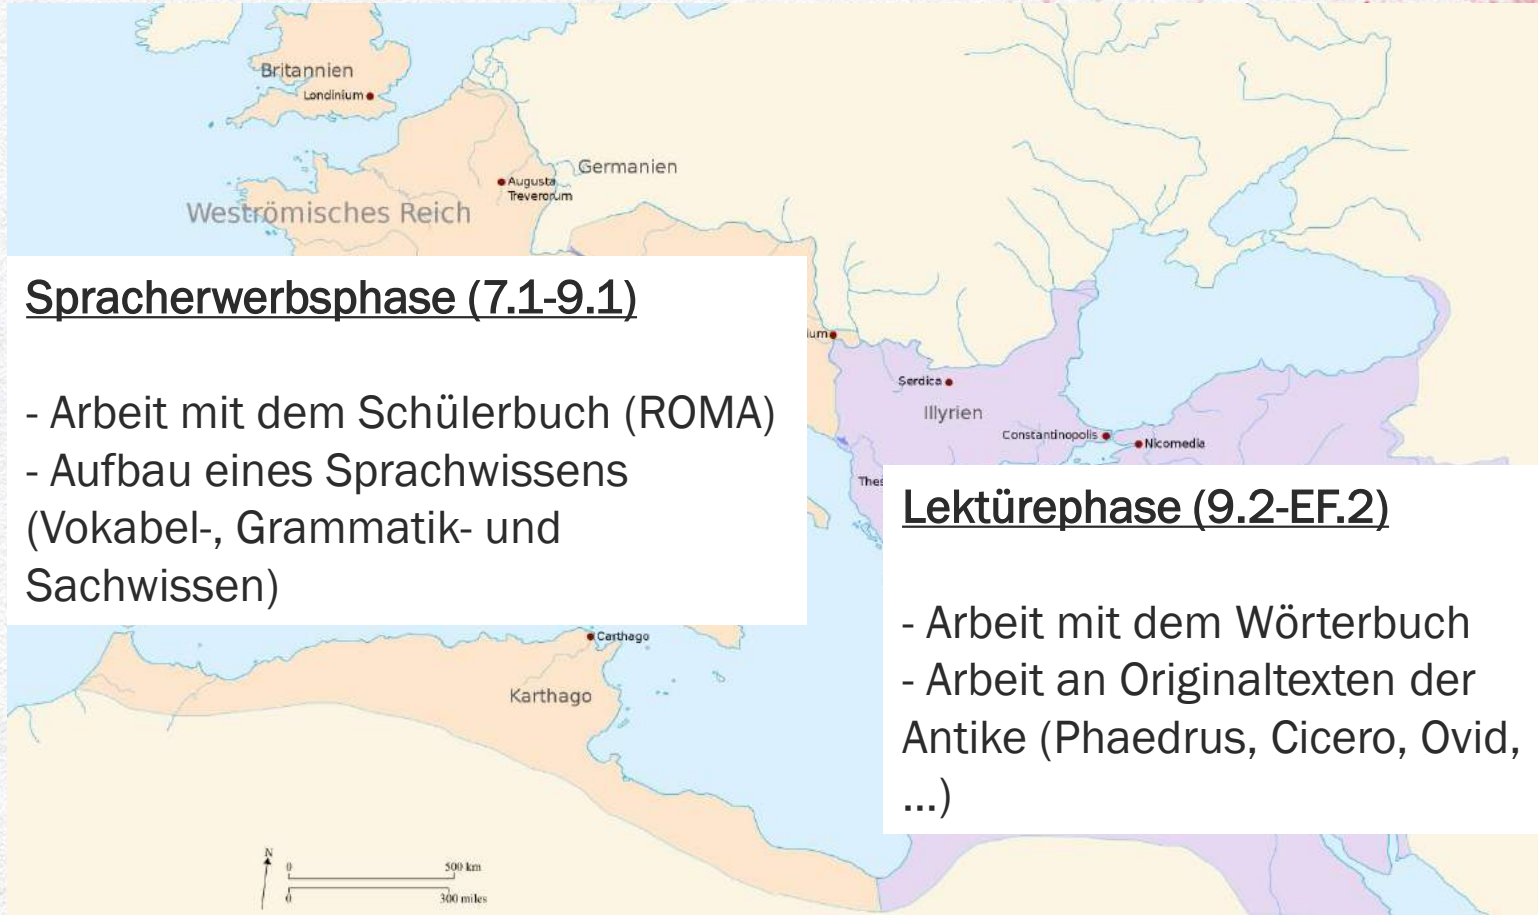 Britannien
Londinium
Germanien
Augusta
Treverorum
Weströmisches Reich
Spracherwerbsphase (7.1-9.1)
- Arbeit mit dem Schülerbuch (ROMA)
- Aufbau eines Sprachwissens
(Vokabel-, Grammatik- und
Sachwissen)
Serdica
Illyrien
Constantinopolis
Nicomedia
Lektürephase (9.2-EF.2)
- Arbeit mit dem Wörterbuch
- Arbeit an Originaltexten der
Antike (Phaedrus, Cicero, Ovid,
...)
Carthago
Karthago
N
0 500 km
0 300 miles